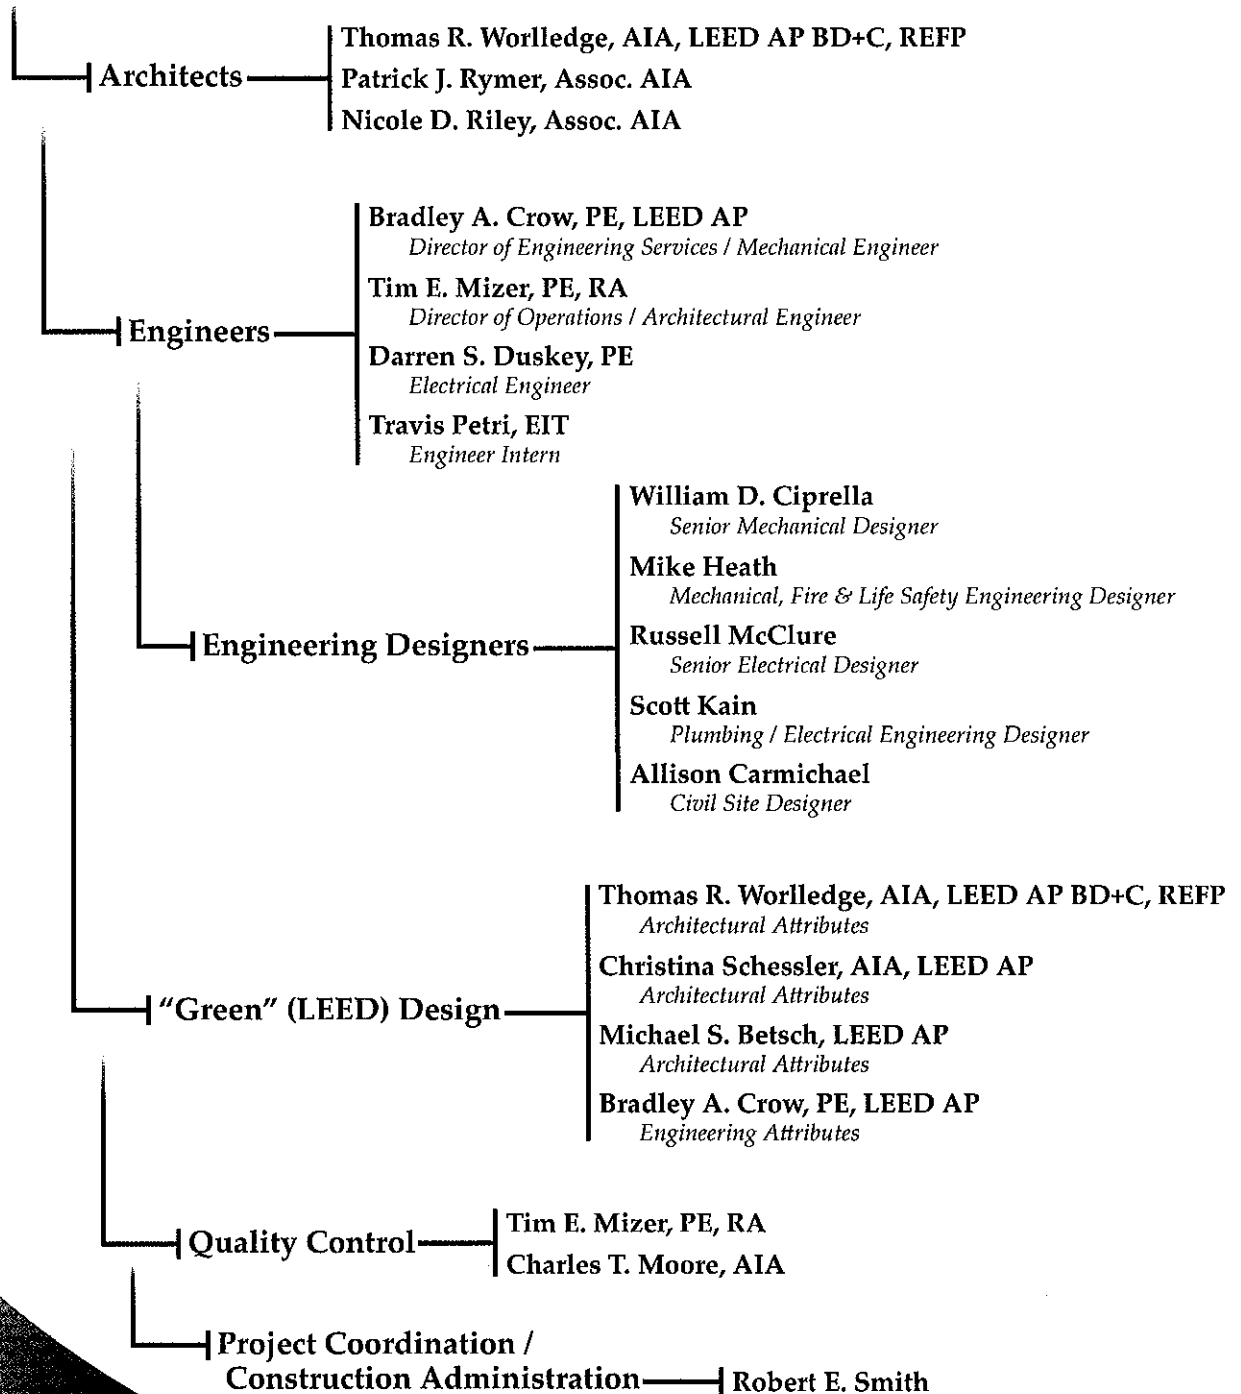 Architects
Thomas R. Worlledge, AIA, LEED AP BD+C, REFP
Patrick J. Rymer, Assoc. AIA
Nicole D. Riley, Assoc. AIA
Engineers
Bradley A. Crow, PE, LEED AP
Director of Engineering Services / Mechanical Engineer
Tim E. Mizer, PE, RA
Director of Operations / Architectural Engineer
Darren S. Duskey, PE
Electrical Engineer
Travis Petri, EIT
Engineer Intern
Engineering Designers
William D. Ciprella
Senior Mechanical Designer
Mike Heath
Mechanical, Fire & Life Safety Engineering Designer
Russell McClure
Senior Electrical Designer
Scott Kain
Plumbing / Electrical Engineering Designer
Allison Carmichael
Civil Site Designer
"Green" (LEED) Design
Thomas R. Worlledge, AIA, LEED AP BD+C, REFP
Architectural Attributes
Christina Schessler, AIA, LEED AP
Architectural Attributes
Michael S. Betsch, LEED AP
Architectural Attributes
Bradley A. Crow, PE, LEED AP
Engineering Attributes
Quality Control
Tim E. Mizer, PE, RA
Charles T. Moore, AIA
Project Coordination /
Construction Administration
Robert E. Smith